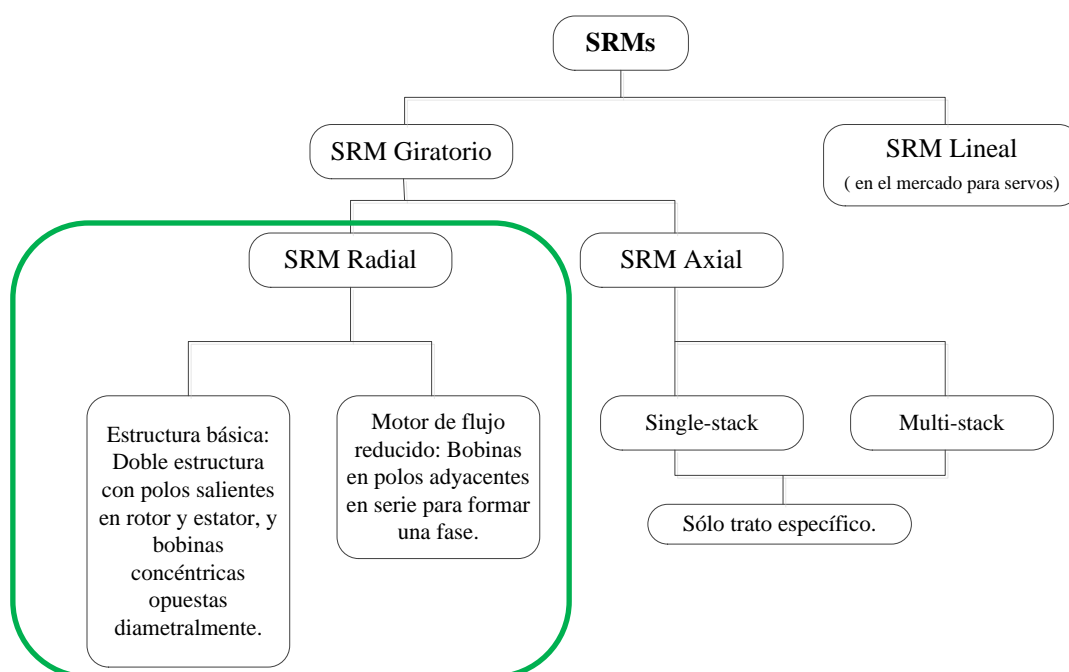 SRMs
SRM Giratorio
SRM Lineal
( en el mercado para servos)
SRM Radial
SRM Axial
Estructura básica:
Doble estructura
con polos salientes
en rotor y estator, y
bobinas
concéntricas
opuestas
diametralmente.
Motor de flujo
reducido: Bobinas
en polos adyacentes
en serie para formar
una fase.
Single-stack
Multi-stack
Sólo trato específico.